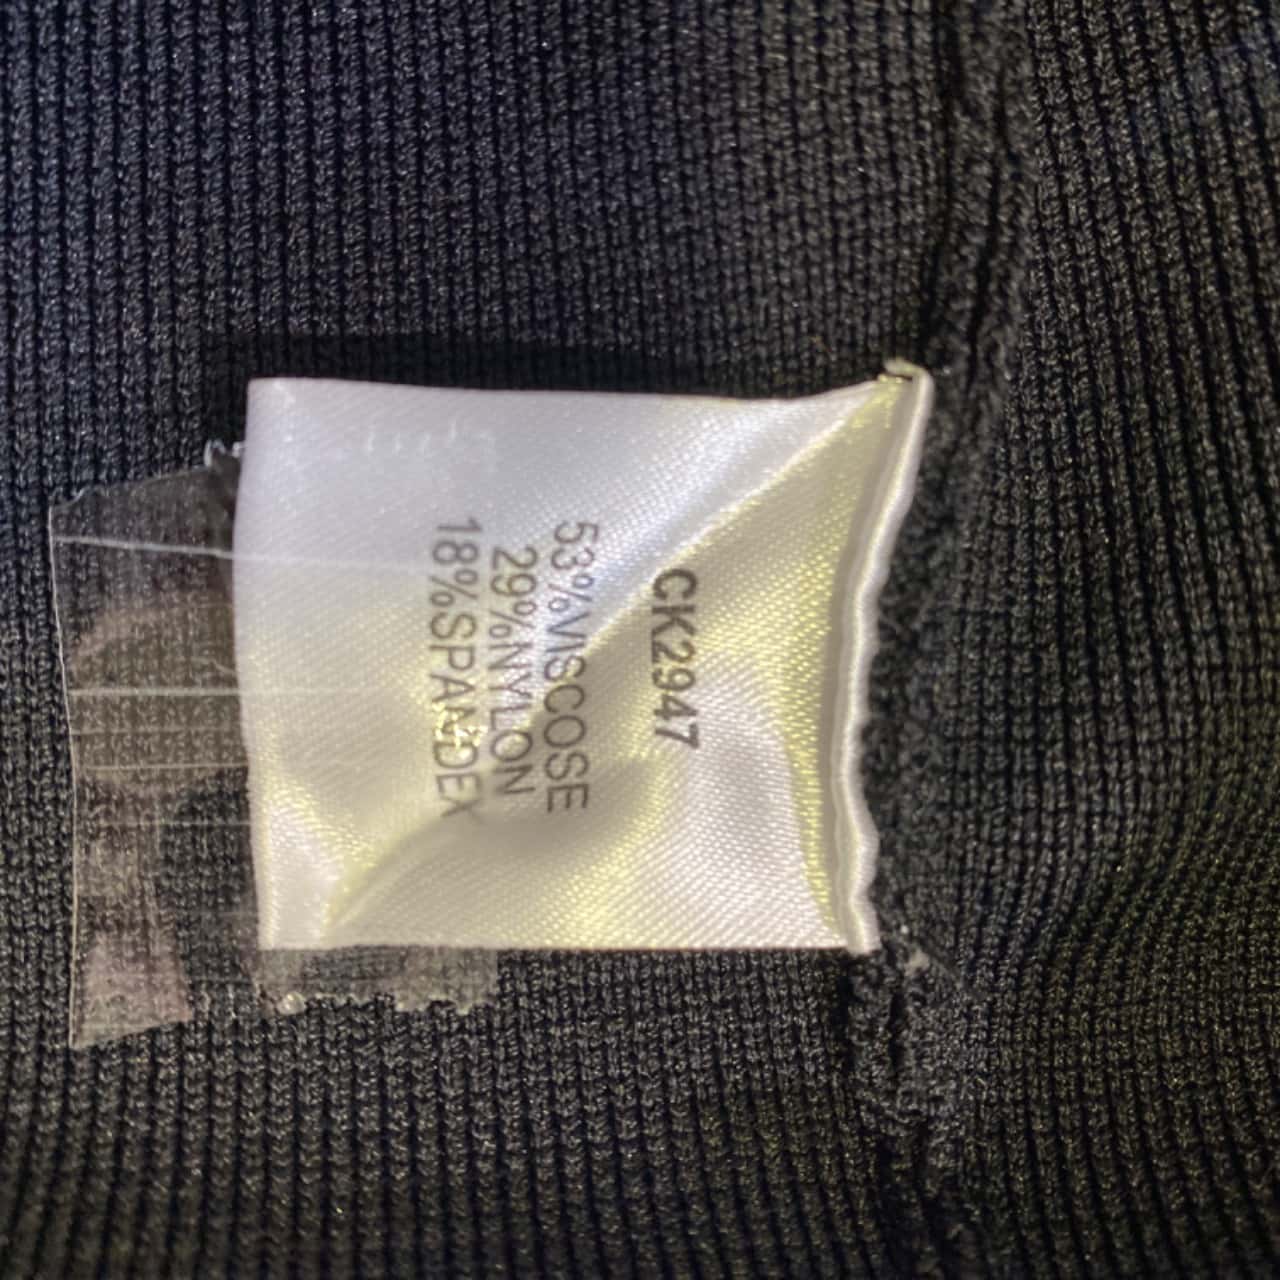 CK2947
53%VISCOSE
29%NYLON
18%SPANDEX